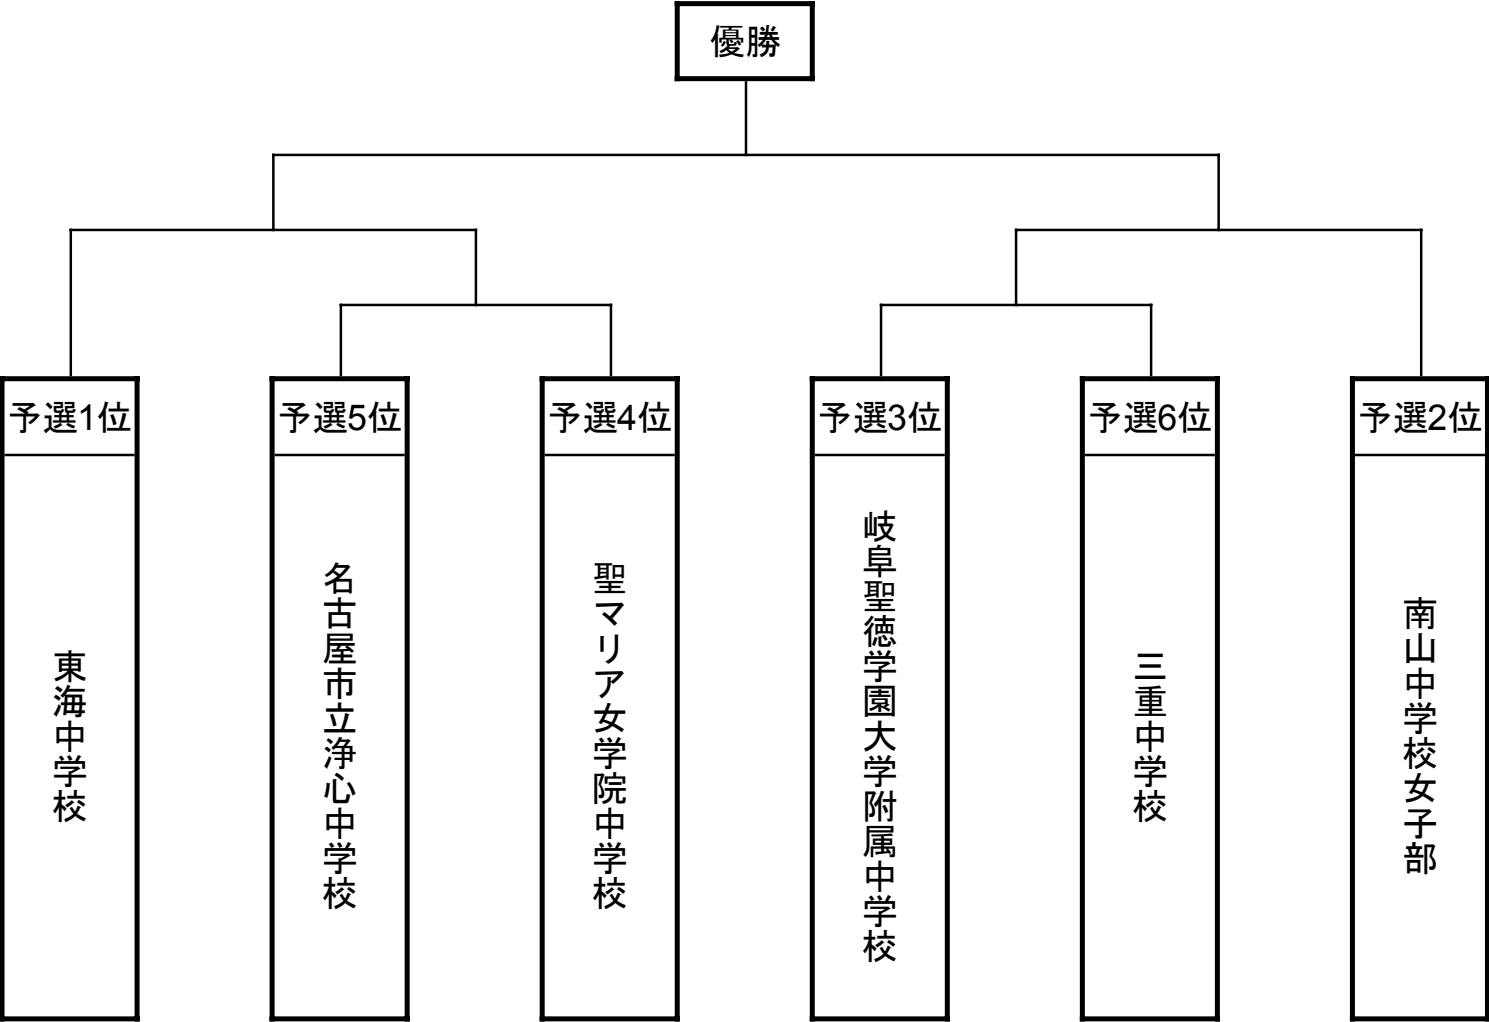 優勝
予選1位
予選5位
予選4位
予選3位
予選6位
予選2位
東海中学校
名古屋市立浄心中学校
聖マリア女学院中学校
岐阜聖徳学園大学附属中学校
三重中学校
南山中学校女子部